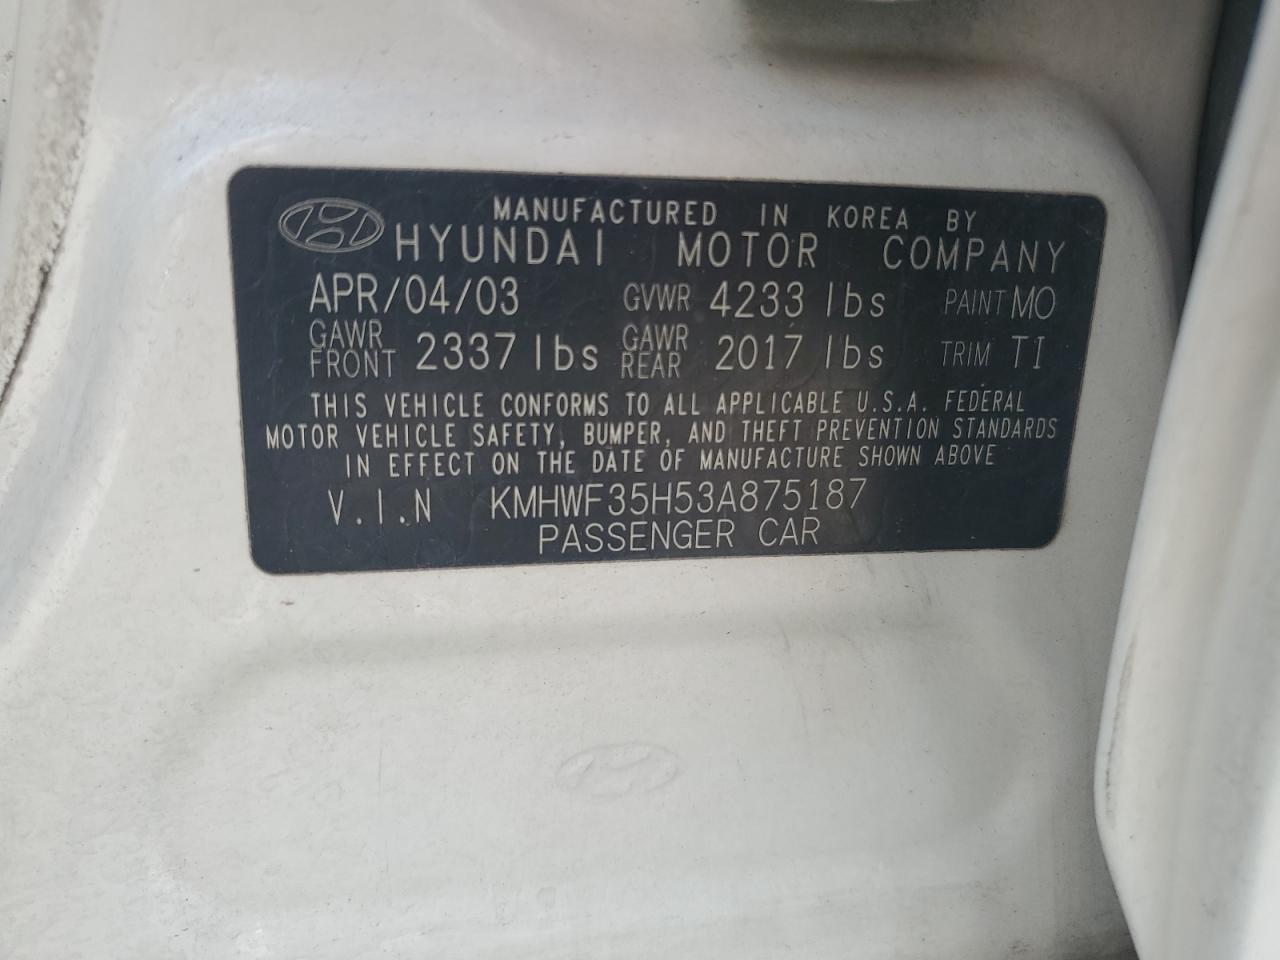 MANUFACTURED IN KOREA BY
HYUNDAI MOTOR COMPANY
APR/04/03 GVWR 4233 lbs PAINT MO
GAWR FRONT 2337 lbs GAWR REAR 2017 lbs TRIM TI
THIS VEHICLE CONFORMS TO ALL APPLICABLE U.S.A. FEDERAL
MOTOR VEHICLE SAFETY, BUMPER, AND THEFT PREVENTION STANDARDS
IN EFFECT ON THE DATE OF MANUFACTURE SHOWN ABOVE
V.I.N KMHWF35H53A875187
PASSENGER CAR